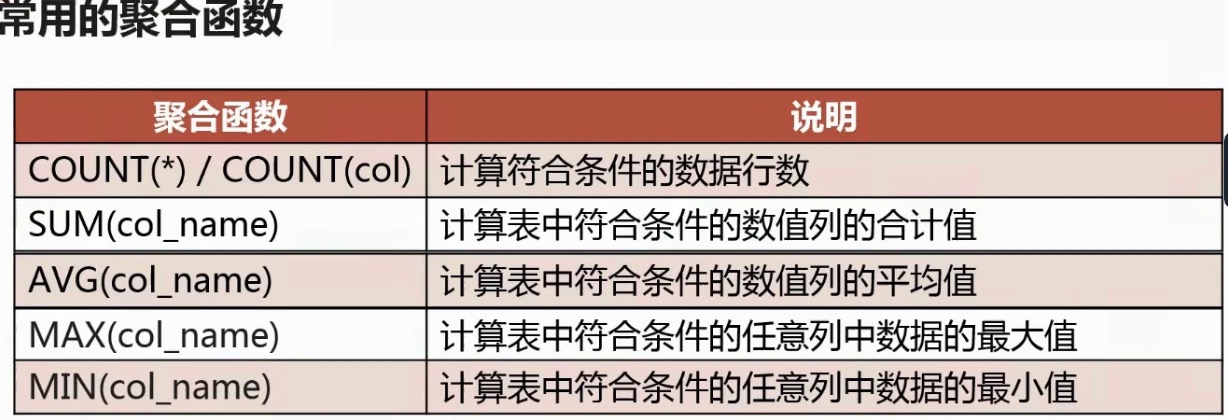 常用的聚合函数
聚合函数 说明
COUNT(*) / COUNT(col) 计算符合条件的数据行数
SUM(col_name) 计算表中符合条件的数值列的合计值
AVG(col_name) 计算表中符合条件的数值列的平均值
MAX(col_name) 计算表中符合条件的任意列中数据的最大值
MIN(col_name) 计算表中符合条件的任意列中数据的最小值